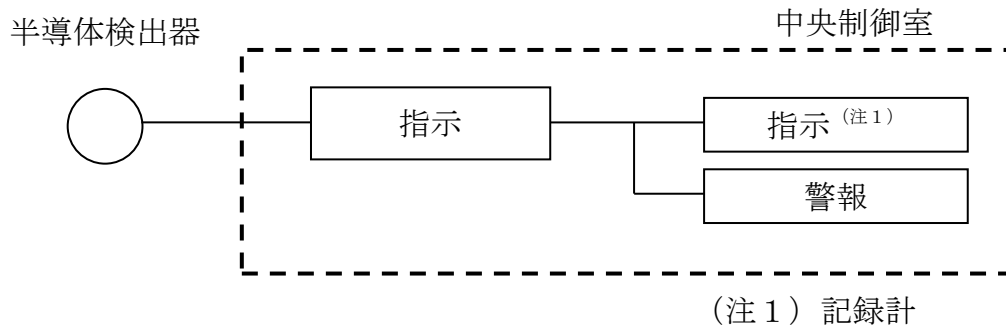 半導体検出器
中央制御室
指示
指示（注１）
警報
（注１）記録計